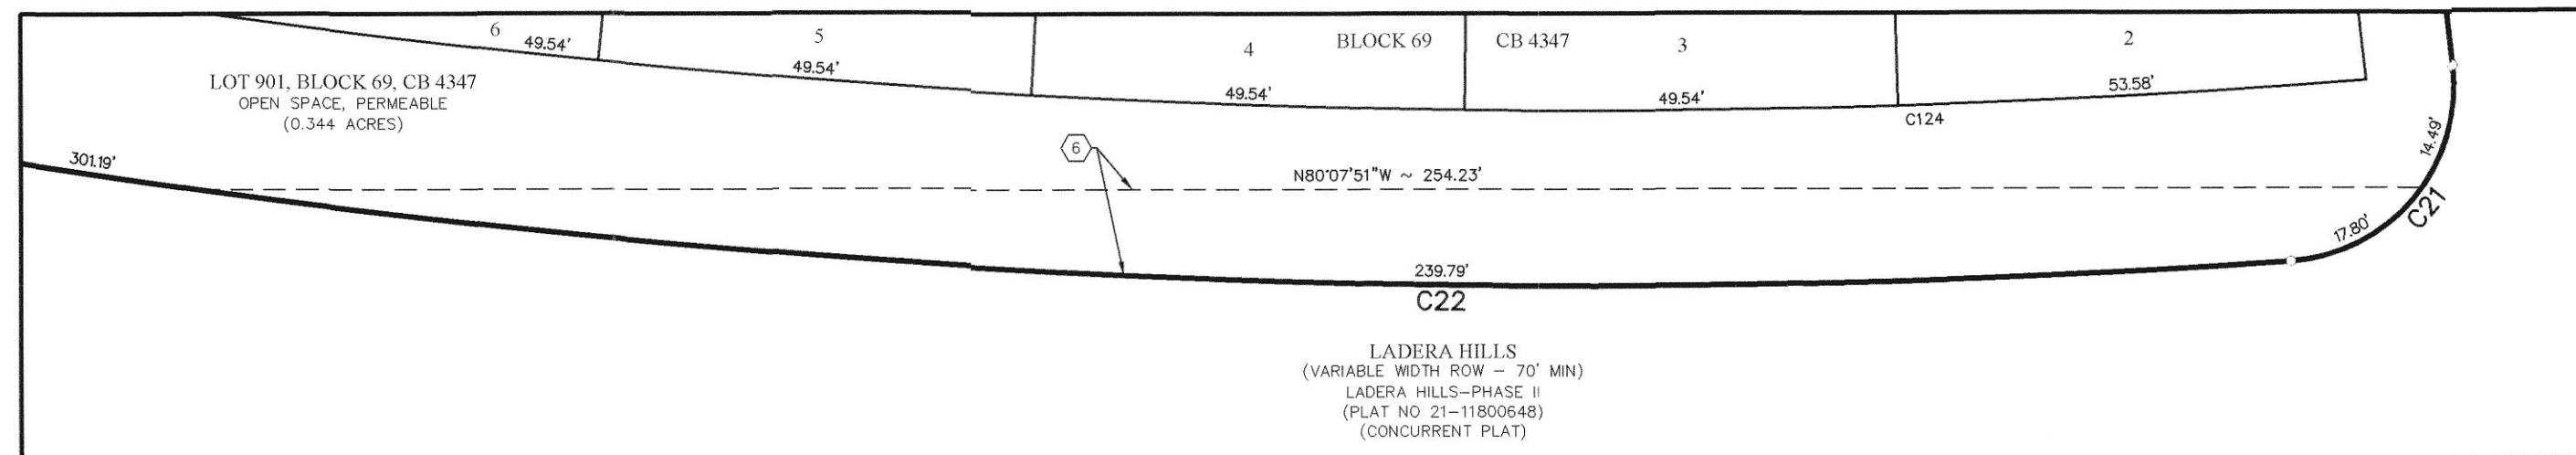 6
49.54'
5
49.54'
4
49.54'
BLOCK 69
CB 4347
3
49.54'
2
53.58'
LOT 901, BLOCK 69, CB 4347
OPEN SPACE, PERMEABLE
(0.344 ACRES)
C124
14.49'
301.19'
6
N80°07'51"W ~ 254.23'
C21
17.80'
239.79'
C22
LADERA HILLS
(VARIABLE WIDTH ROW – 70' MIN)
LADERA HILLS–PHASE II
(PLAT NO 21–11800648)
(CONCURRENT PLAT)